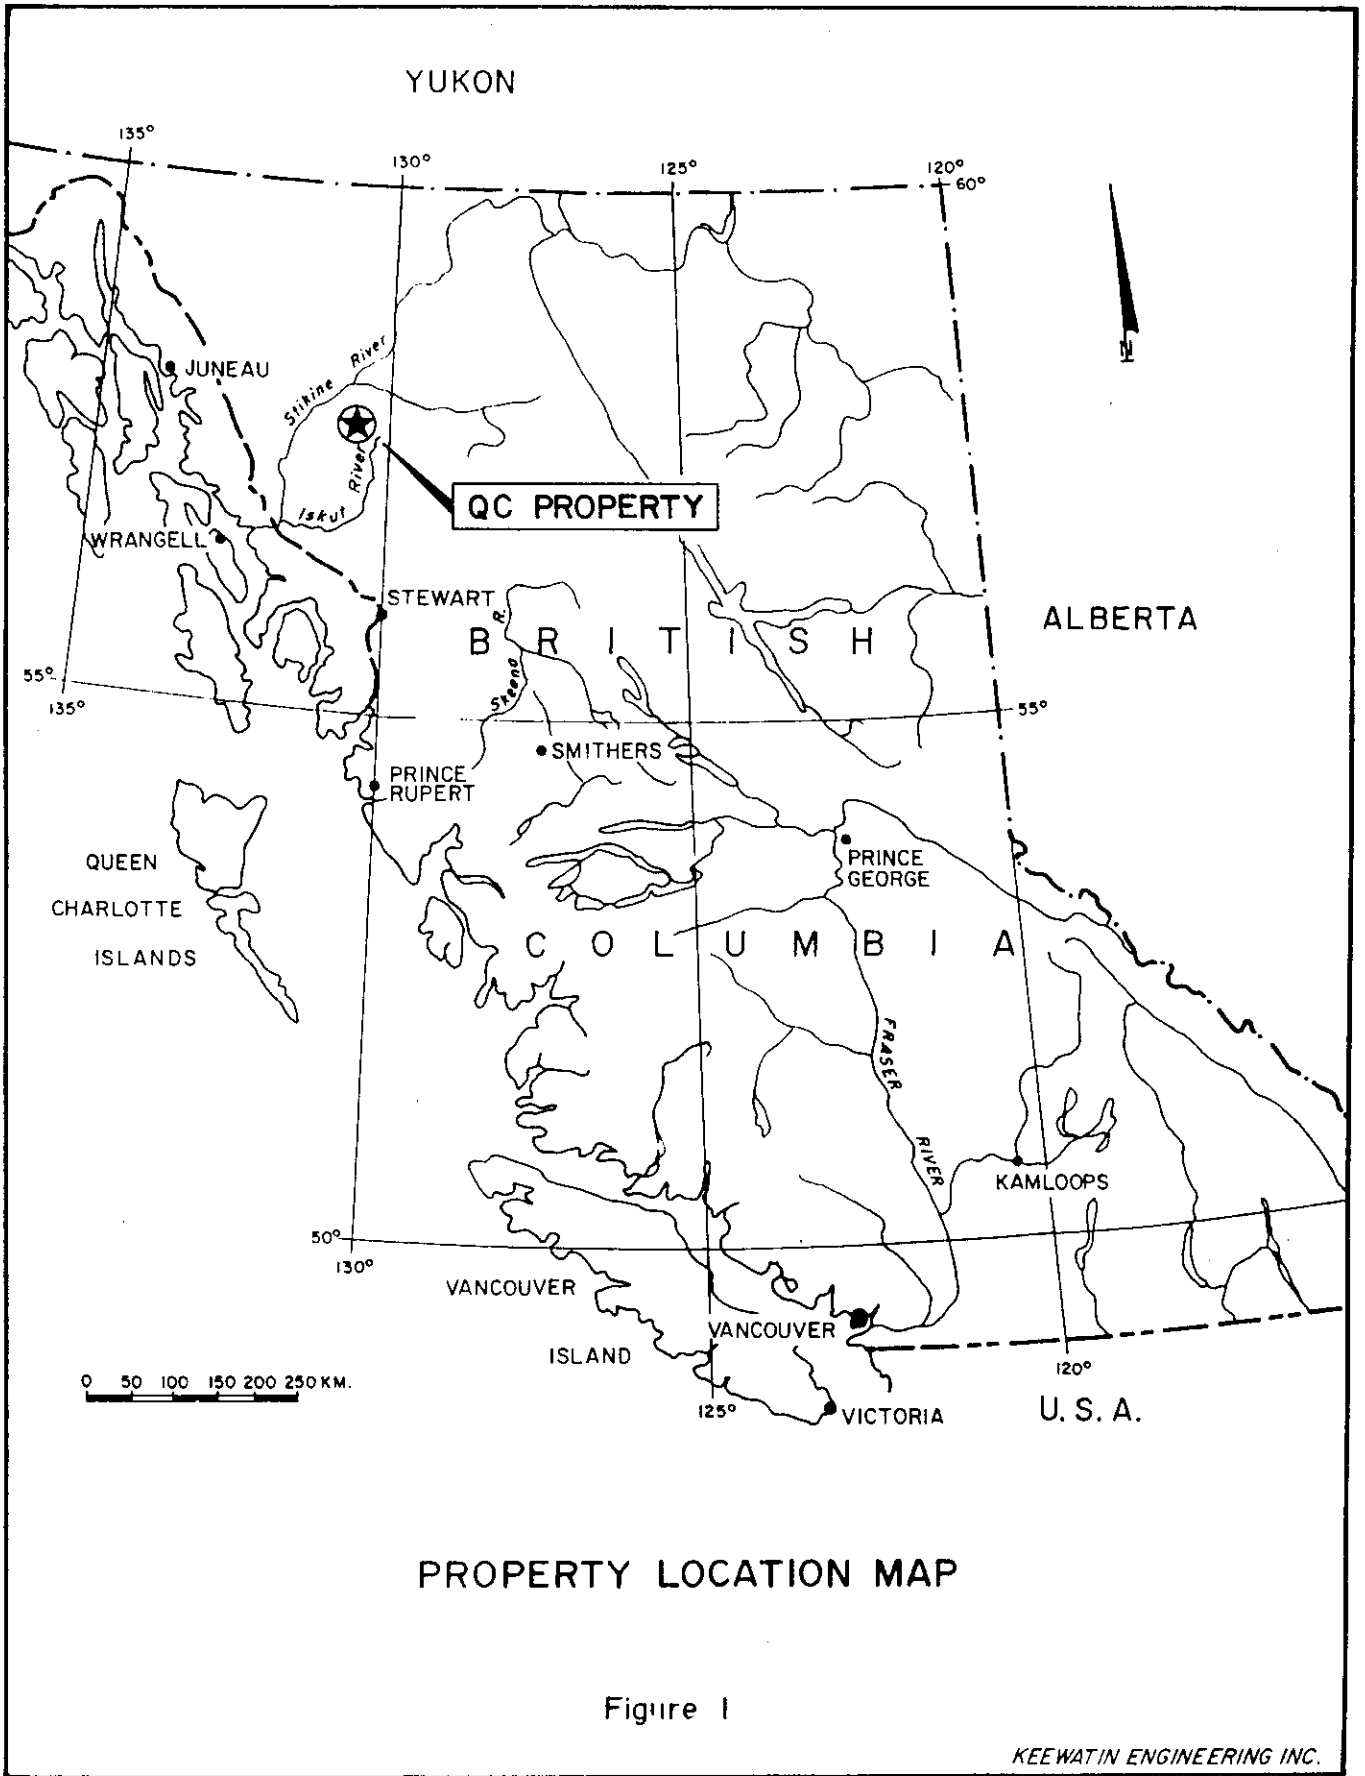 YUKON
135°
130°
125°
120°
60°
N
JUNEAU
Stikine River
Iskut River
QC PROPERTY
WRANGELL
STEWART
BRITISH
ALBERTA
Skeena R.
55°
135°
55°
SMITHERS
PRINCE
RUPERT
QUEEN
CHARLOTTE
ISLANDS
PRINCE
GEORGE
COLUMBIA
FRASER RIVER
KAMLOOPS
50°
130°
VANCOUVER
ISLAND
VANCOUVER
120°
125°
VICTORIA
U.S.A.
0 50 100 150 200 250 KM.
PROPERTY LOCATION MAP
Figure 1
KEEWATIN ENGINEERING INC.